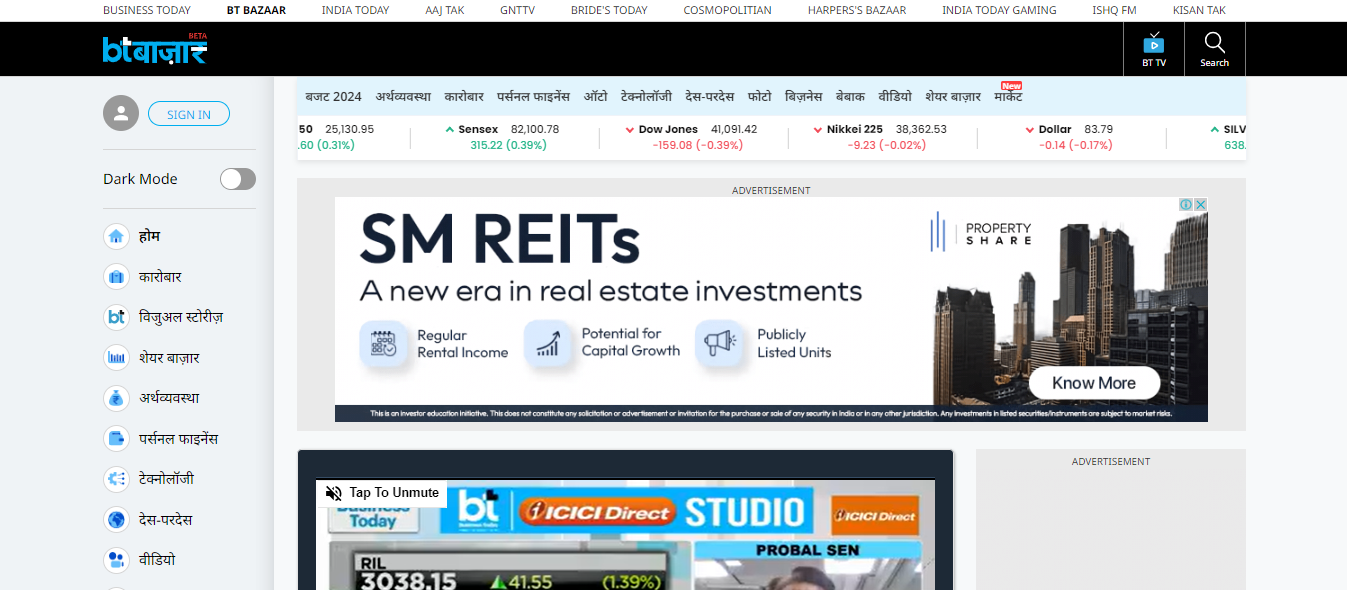 BUSINESS TODAY BT BAZAAR INDIA TODAY AAJ TAK GNTTV BRIDE'S TODAY COSMOPOLITIAN HARPERS'S BAZAAR INDIA TODAY GAMING ISHQ FM KISAN TAK
btबाज़ार BETA
BT TV Search
SIGN IN
Dark Mode
होम
कारोबार
विजुअल स्टोरीज़
शेयर बाज़ार
अर्थव्यवस्था
पर्सनल फाइनेंस
टेक्नोलॉजी
देस-परदेस
वीडियो
New
बजट 2024 अर्थव्यवस्था कारोबार पर्सनल फाइनेंस ऑटो टेक्नोलॉजी देस-परदेस फोटो बिज़नेस बेबाक वीडियो शेयर बाज़ार मार्केट
50 25,130.95 Sensex 82,100.78 Dow Jones 41,091.42 Nikkei 225 38,362.53 Dollar 83.79 SILV
.60 (0.31%) 315.22 (0.39%) -159.08 (-0.39%) -9.23 (-0.02%) -0.14 (-0.17%) 638.
ADVERTISEMENT
SM REITs
A new era in real estate investments
Regular Rental Income
Potential for Capital Growth
Publicly Listed Units
PROPERTY
SHARE
Know More
This is an investor education initiative. This does not constitute any solicitation or advertisement or invitation for the purchase or sale of any security in India or in any other jurisdiction. Any investments in listed securities/instruments are subject to market risks.
ADVERTISEMENT
Tap To Unmute
Business
Today
bt
Business Today
ICICI Direct STUDIO
ICICI Direct
PROBAL SEN
RIL
3038.15 41.55 (1.39%)